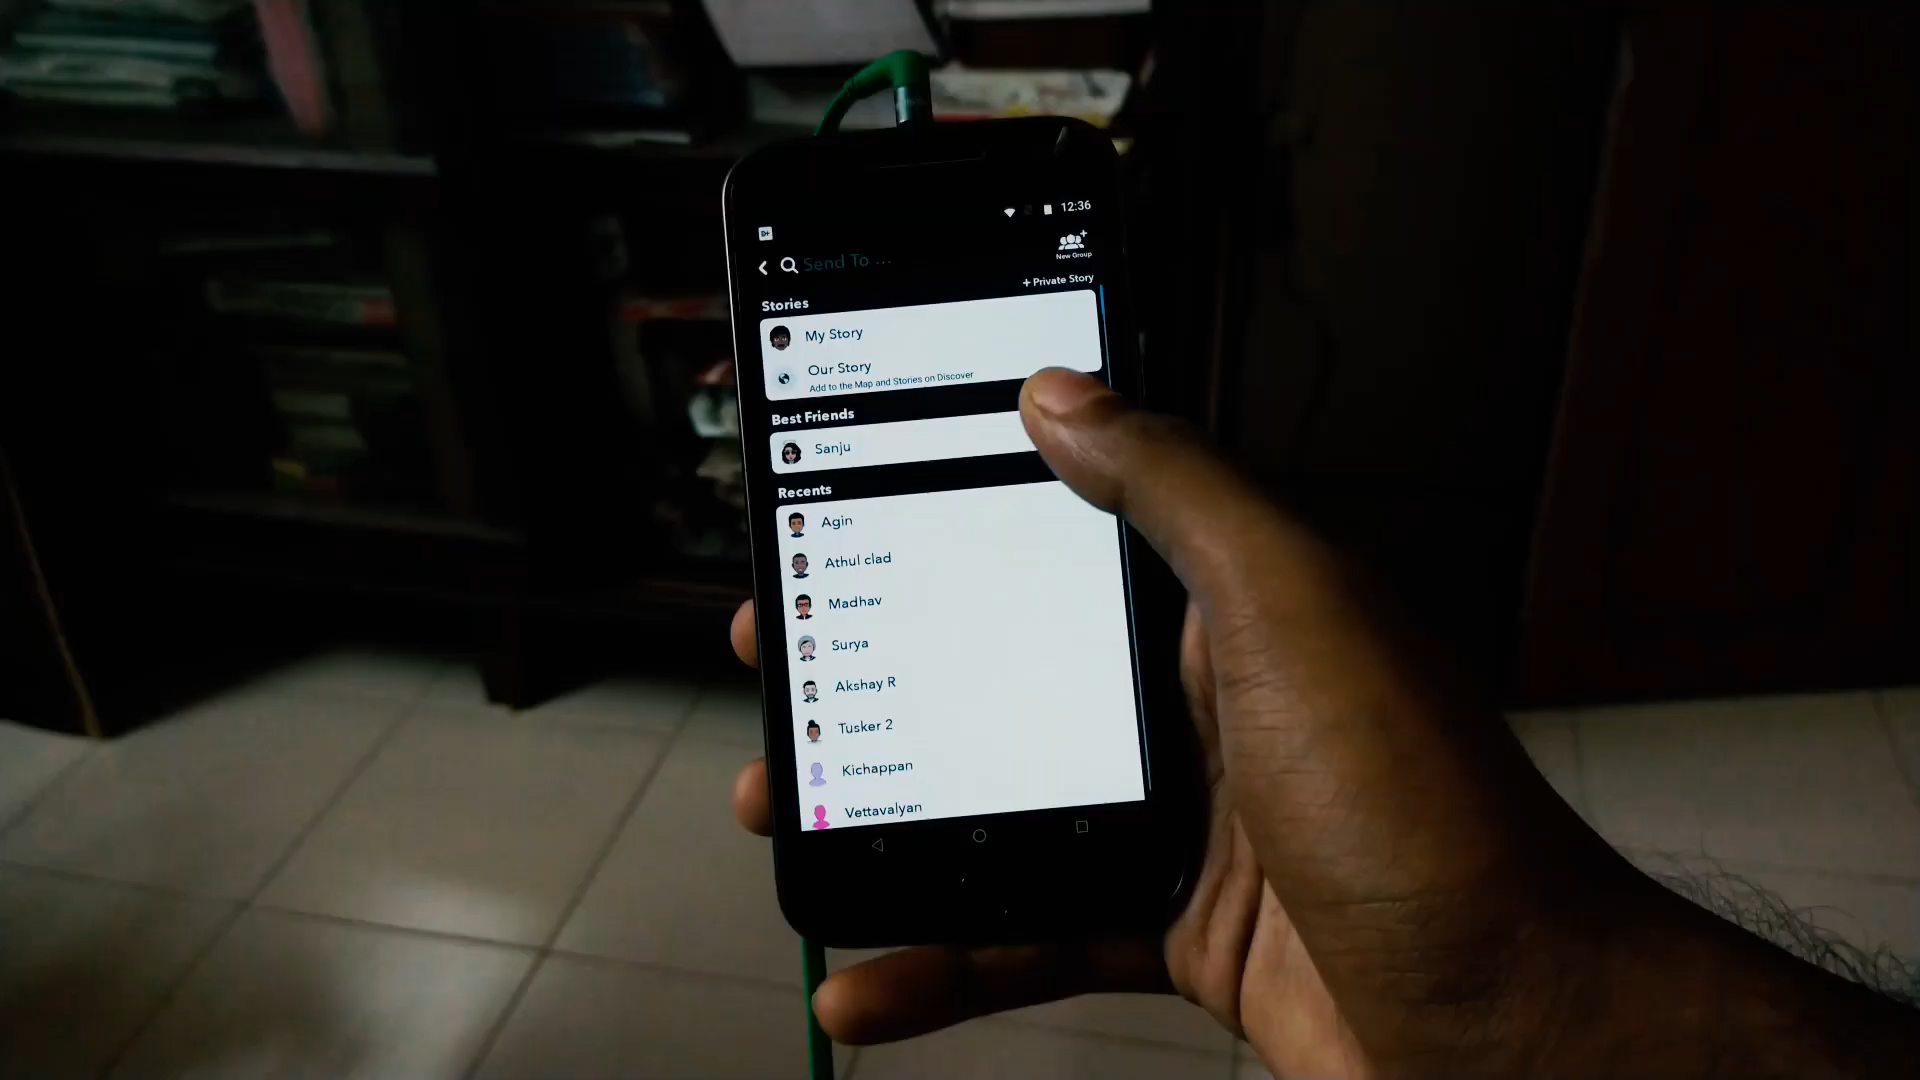 12:36
D+
Send To ...
New Group
+ Private Story
Stories
My Story
Our Story
Add to the Map and Stories on Discover
Best Friends
Sanju
Recents
Agin
Athul clad
Madhav
Surya
Akshay R
Tusker 2
Kichappan
Vettavalyan